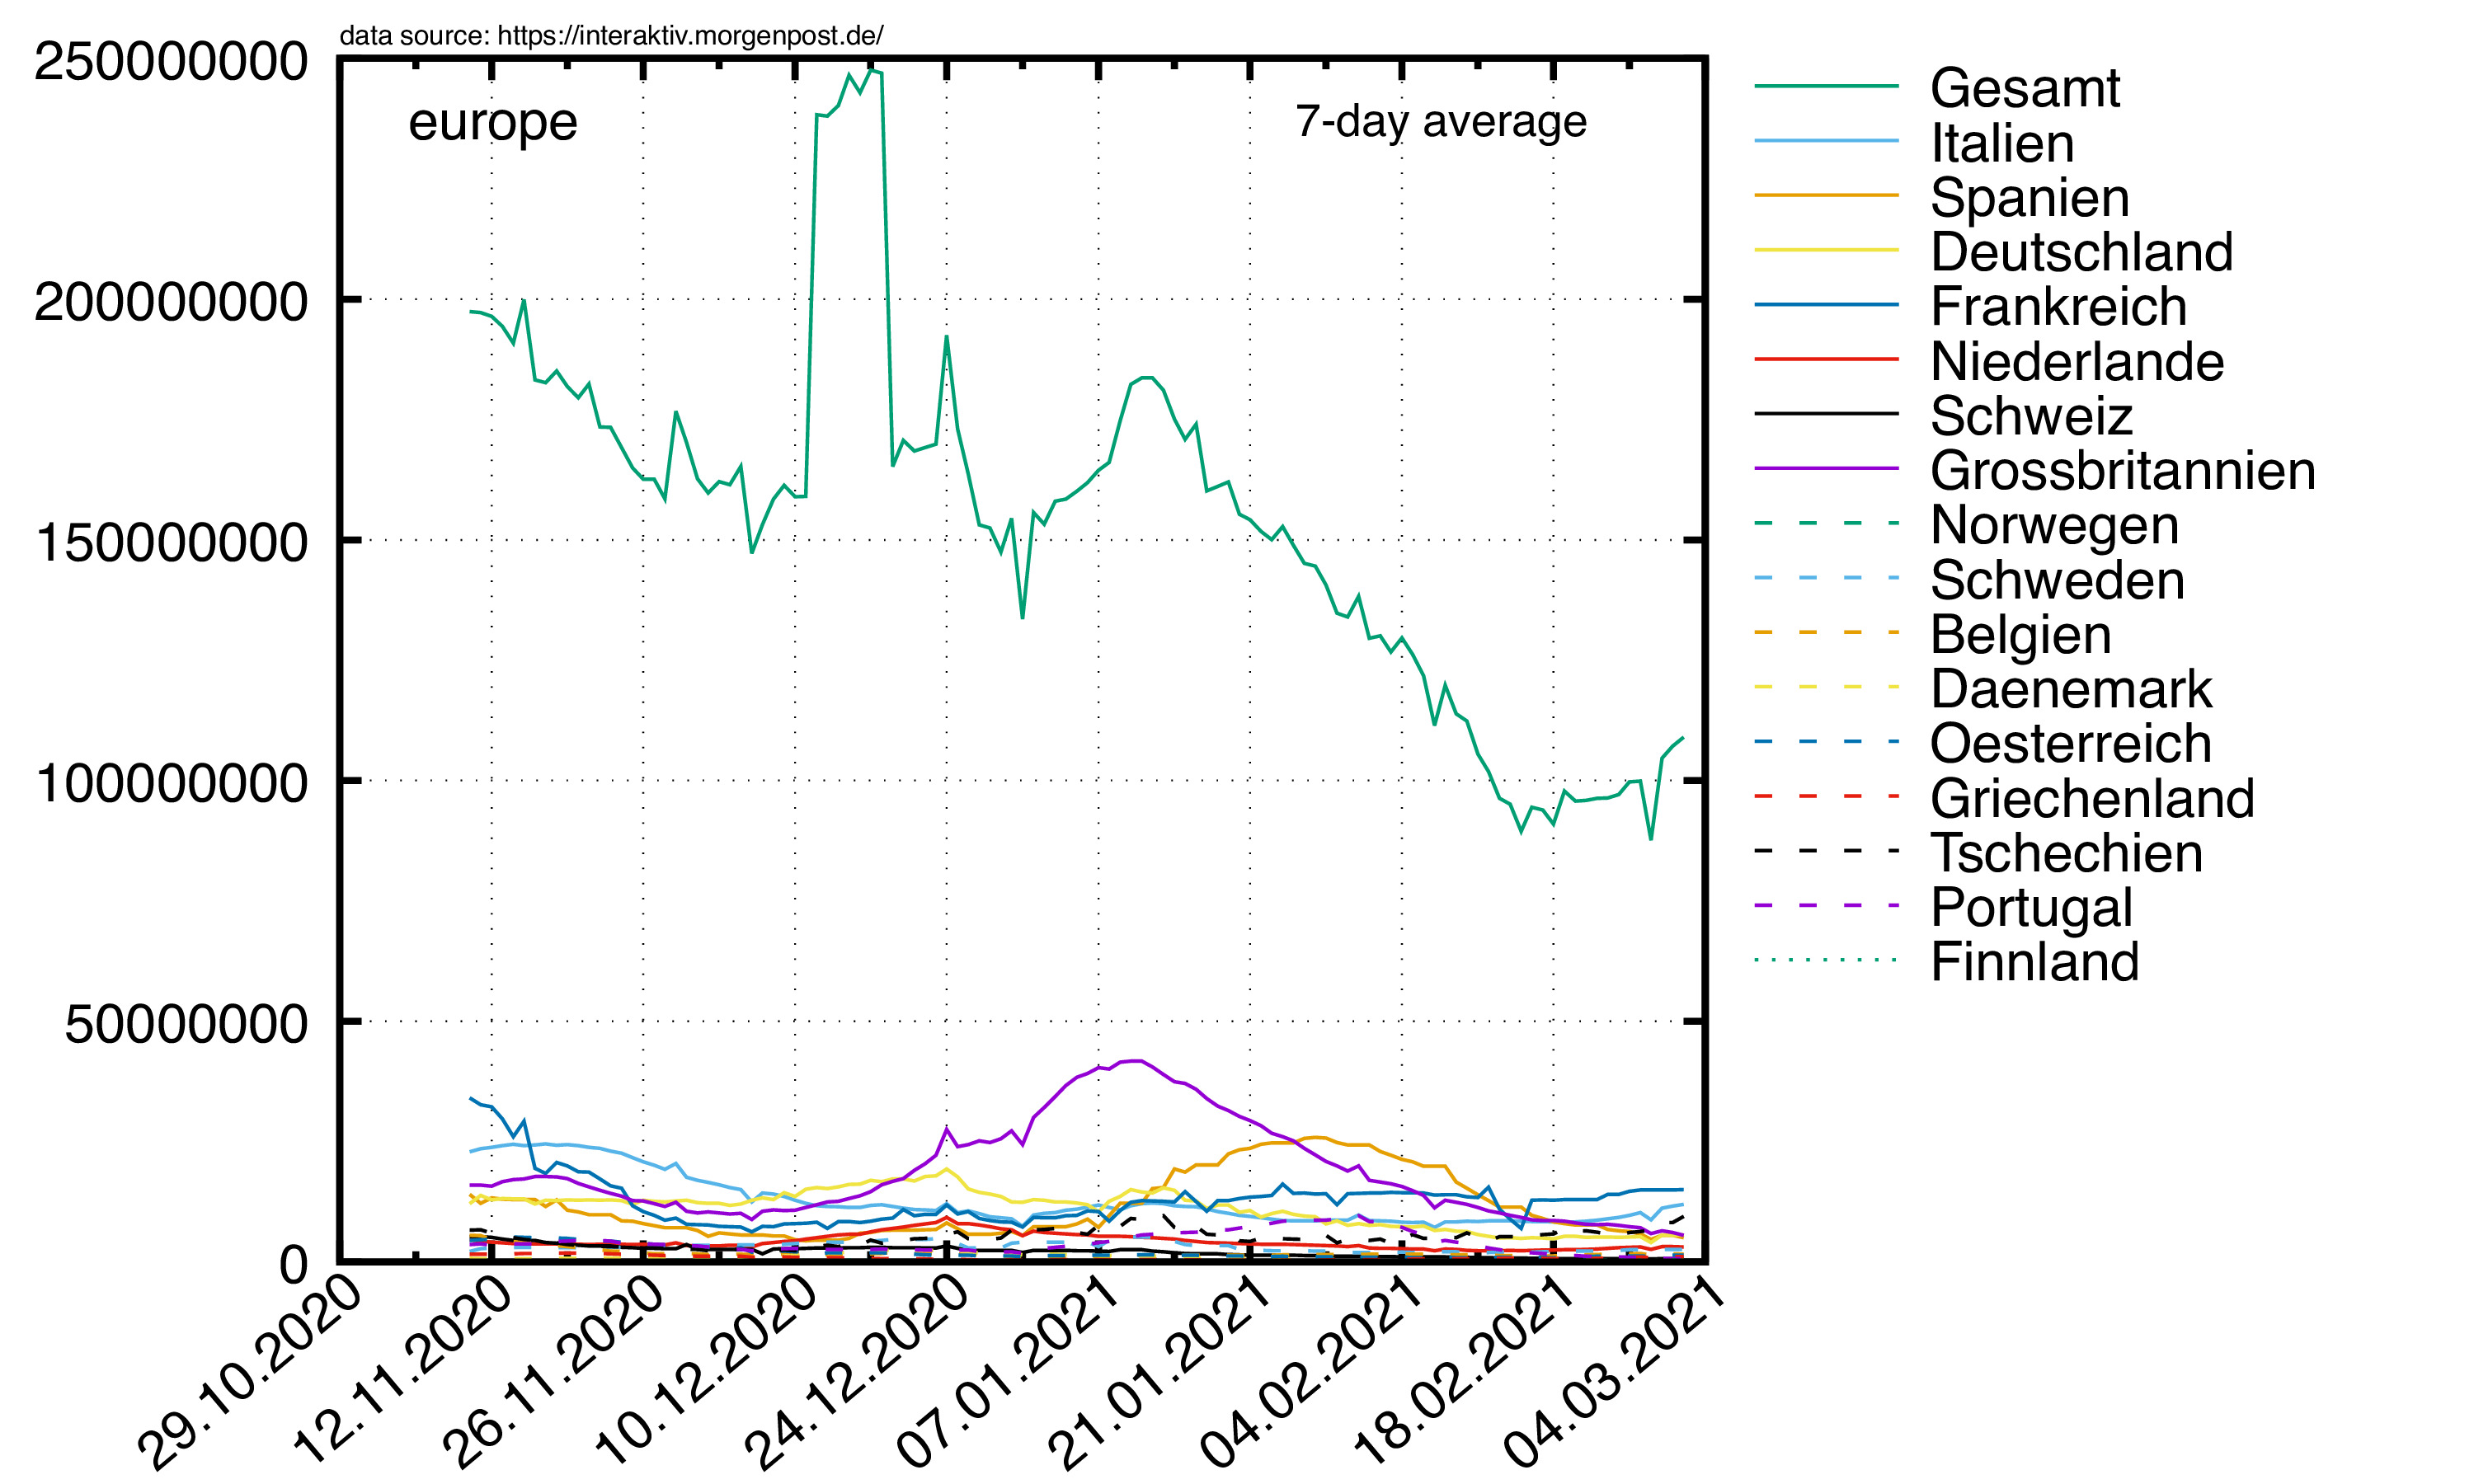 data source: https://interaktiv.morgenpost.de/
europe
7-day average
250000000
200000000
150000000
100000000
50000000
0
29.10.2020
12.11.2020
26.11.2020
10.12.2020
24.12.2020
07.01.2021
21.01.2021
04.02.2021
18.02.2021
04.03.2021
Gesamt
Italien
Spanien
Deutschland
Frankreich
Niederlande
Schweiz
Grossbritannien
Norwegen
Schweden
Belgien
Daenemark
Oesterreich
Griechenland
Tschechien
Portugal
Finnland